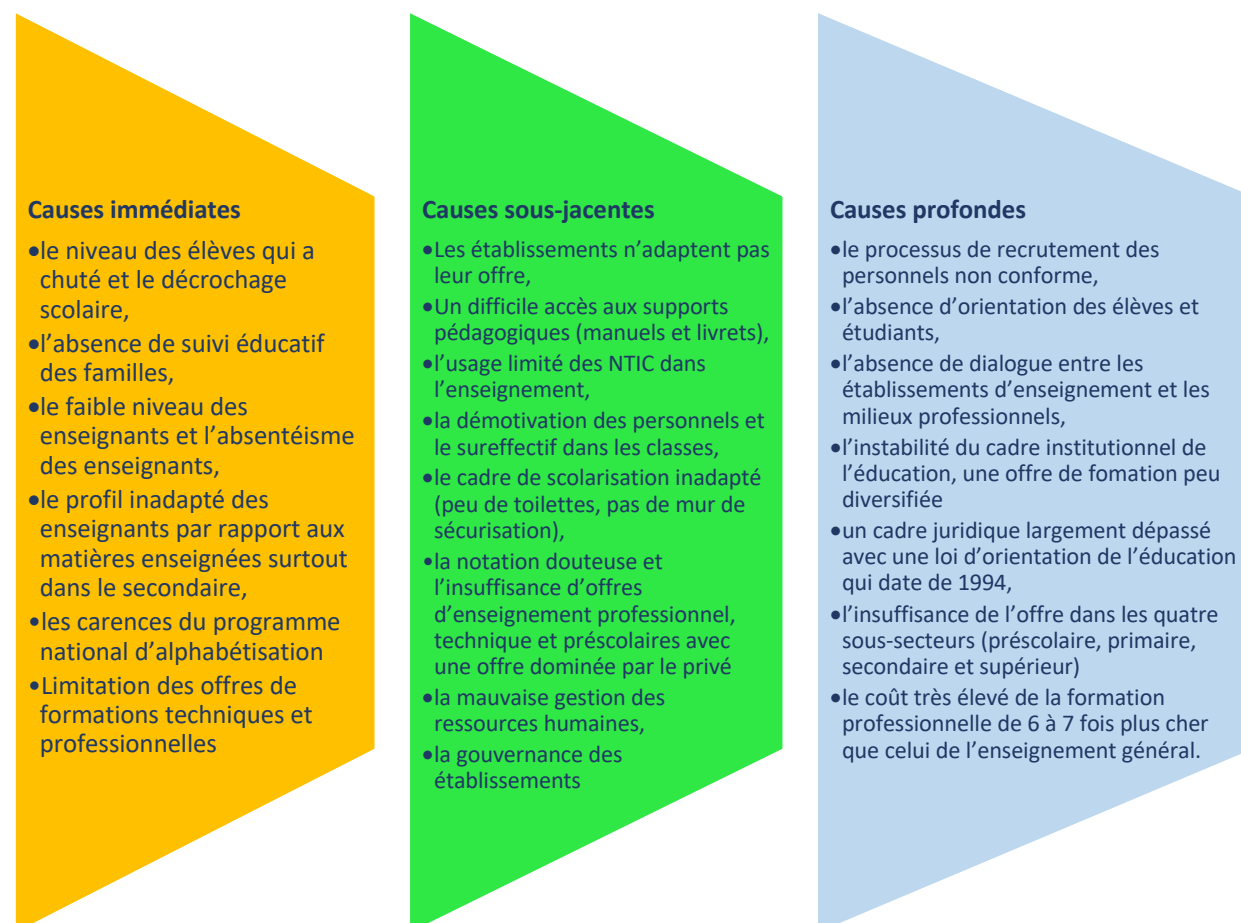 Causes immédiates
•le niveau des élèves qui a
chuté et le décrochage
scolaire,
•l’absence de suivi éducatif
des familles,
•le faible niveau des
enseignants et l’absentéisme
des enseignants,
•le profil inadapté des
enseignants par rapport aux
matières enseignées surtout
dans le secondaire,
•les carences du programme
national d’alphabétisation
•Limitation des offres de
formations techniques et
professionnelles
Causes sous-jacentes
•Les établissements n’adaptent pas
leur offre,
•Un difficile accès aux supports
pédagogiques (manuels et livrets),
•l’usage limité des NTIC dans
l’enseignement,
•la démotivation des personnels et
le sureffectif dans les classes,
•le cadre de scolarisation inadapté
(peu de toilettes, pas de mur de
sécurisation),
•la notation douteuse et
l’insuffisance d’offres
d’enseignement professionnel,
technique et préscolaires avec
une offre dominée par le privé
•la mauvaise gestion des
ressources humaines,
•la gouvernance des
établissements
Causes profondes
•le processus de recrutement des
personnels non conforme,
•l’absence d’orientation des élèves et
étudiants,
•l’absence de dialogue entre les
établissements d’enseignement et les
milieux professionnels,
•l’instabilité du cadre institutionnel de
l’éducation, une offre de fomation peu
diversifiée
•un cadre juridique largement dépassé
avec une loi d’orientation de l’éducation
qui date de 1994,
•l’insuffisance de l’offre dans les quatre
sous-secteurs (préscolaire, primaire,
secondaire et supérieur)
•le coût très élevé de la formation
professionnelle de 6 à 7 fois plus cher
que celui de l’enseignement général.